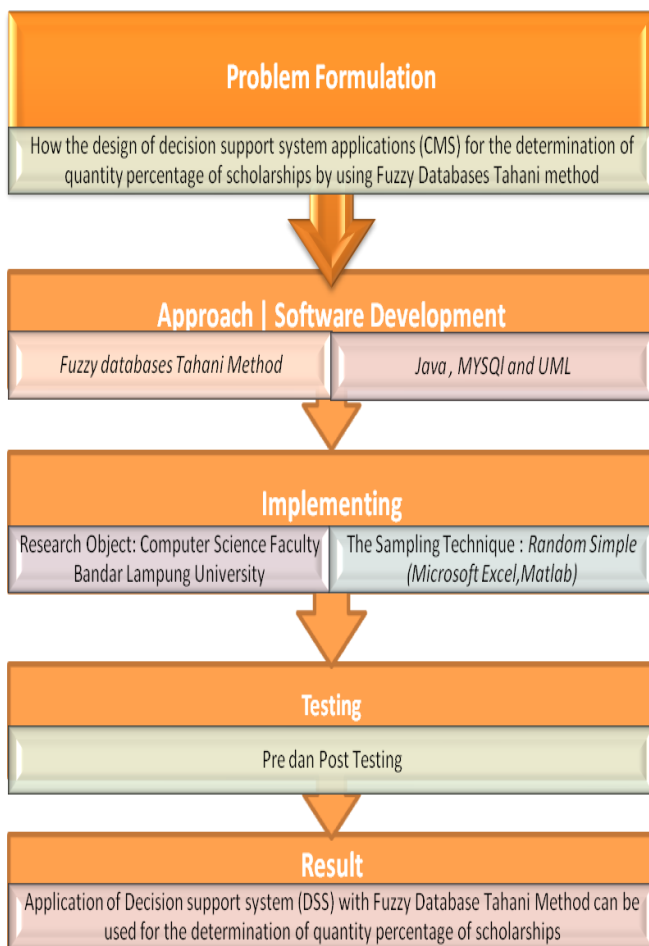 Problem Formulation
How the design of decision support system applications (CMS) for the determination of
quantity percentage of scholarships by using Fuzzy Databases Tahani method
Approach | Software Development
Fuzzy databases Tahani Method
Java , MYSQl and UML
Implementing
Research Object: Computer Science Faculty
Bandar Lampung University
The Sampling Technique : Random Simple
(Microsoft Excel,Matlab)
Testing
Pre dan Post Testing
Result
Application of Decision support system (DSS) with Fuzzy Database Tahani Method can be
used for the determination of quantity percentage of scholarships